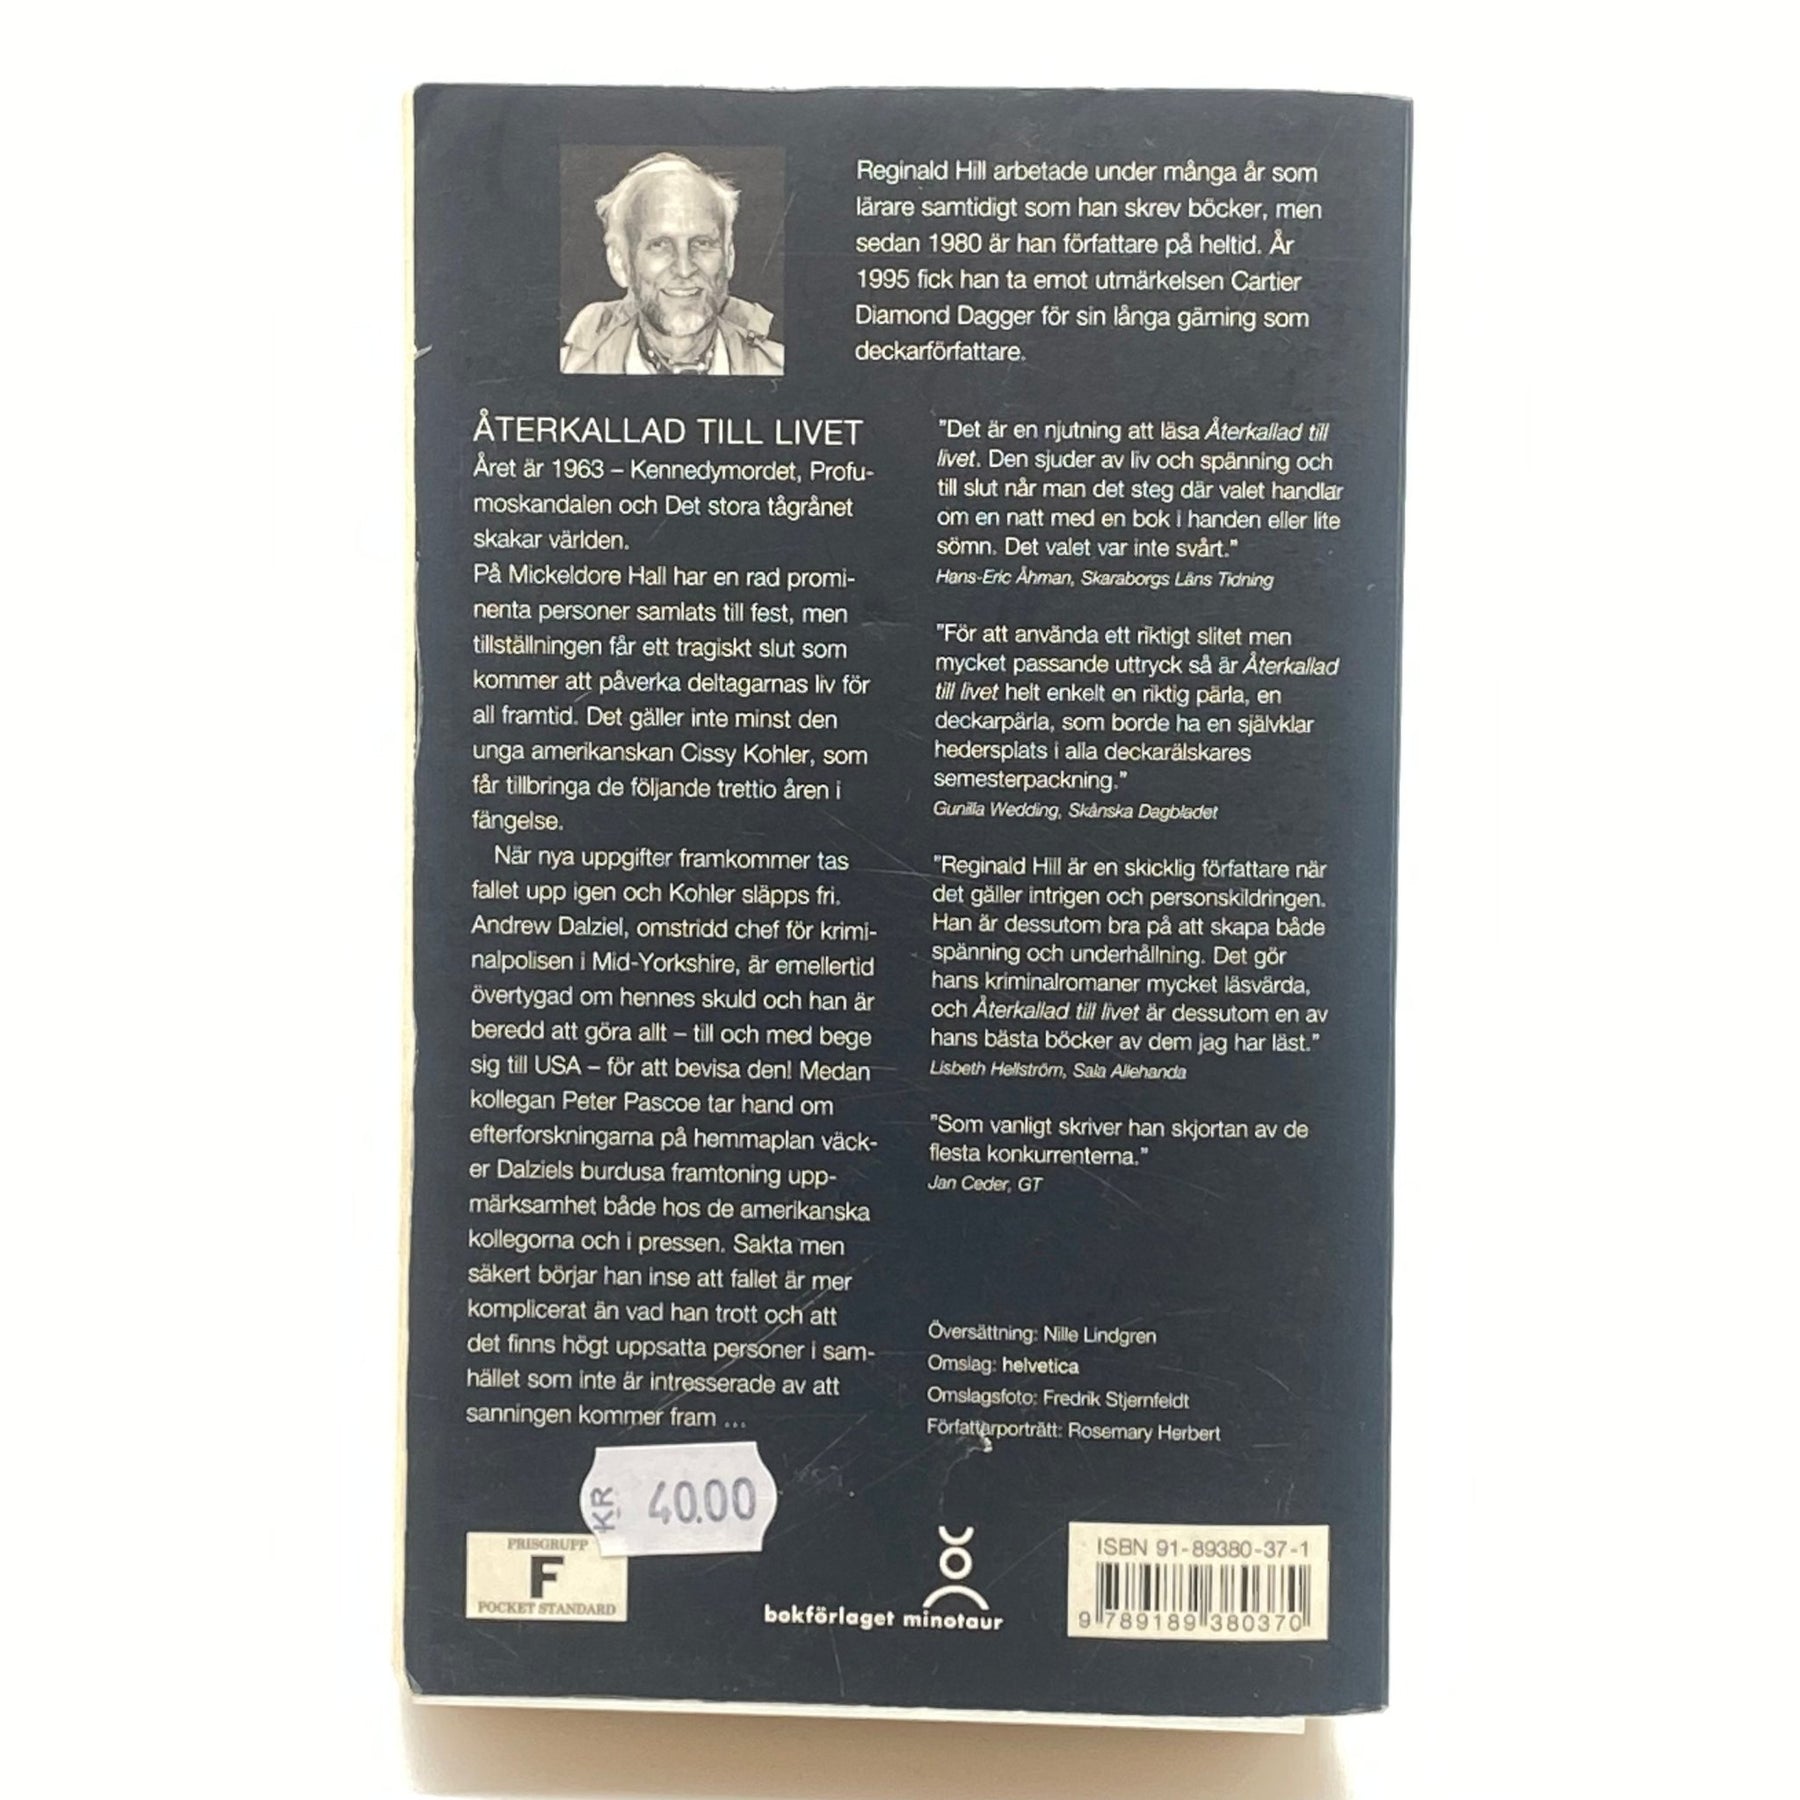 Reginald Hill arbetade under många år som
lärare samtidigt som han skrev böcker, men
sedan 1980 är han författare på heltid. År
1995 fick han ta emot utmärkelsen Cartier
Diamond Dagger för sin långa gärning som
deckarförfattare.
ÅTERKALLAD TILL LIVET
Året är 1963 – Kennedymordet, Profu-
moskandalen och Det stora tågrånet
skakar världen.
På Mickeldore Hall har en rad promi-
nenta personer samlats till fest, men
tillställningen får ett tragiskt slut som
kommer att påverka deltagarnas liv för
all framtid. Det gäller inte minst den
unga amerikanskan Cissy Kohler, som
får tillbringa de följande trettio åren i
fängelse.
När nya uppgifter framkommer tas
fallet upp igen och Kohler släpps fri.
Andrew Dalziel, omstridd chef för krimi-
nalpolisen i Mid-Yorkshire, är emellertid
övertygad om hennes skuld och han är
beredd att göra allt – till och med bege
sig till USA – för att bevisa den! Medan
kollegan Peter Pascoe tar hand om
efterforskningarna på hemmaplan väck-
er Dalziels burdusa framtoning upp-
märksamhet både hos de amerikanska
kollegorna och i pressen. Sakta men
säkert börjar han inse att fallet är mer
komplicerat än vad han trott och att
det finns högt uppsatta personer i sam-
hället som inte är intresserade av att
sanningen kommer fram ...
"Det är en njutning att läsa Återkallad till
livet. Den sjuder av liv och spänning och
till slut når man det steg där valet handlar
om en natt med en bok i handen eller lite
sömn. Det valet var inte svårt."
Hans-Eric Åhman, Skaraborgs Läns Tidning
"För att använda ett riktigt slitet men
mycket passande uttryck så är Återkallad
till livet helt enkelt en riktig pärla, en
deckarpärla, som borde ha en självklar
hedersplats i alla deckarälskares
semesterpackning."
Gunilla Wedding, Skånska Dagbladet
"Reginald Hill är en skicklig författare när
det gäller intrigen och personskildringen.
Han är dessutom bra på att skapa både
spänning och underhållning. Det gör
hans kriminalromaner mycket läsvärda,
och Återkallad till livet är dessutom en av
hans bästa böcker av dem jag har läst."
Lisbeth Hellström, Sala Allehanda
"Som vanligt skriver han skjortan av de
flesta konkurrenterna."
Jan Ceder, GT
Översättning: Nille Lindgren
Omslag: helvetica
Omslagsfoto: Fredrik Stjernfeldt
Författarporträtt: Rosemary Herbert
KR 40.00
PRISGRUPP
F
POCKET STANDARD
bokförlaget minotaur
ISBN 91-89380-37-1
9 789189 380370